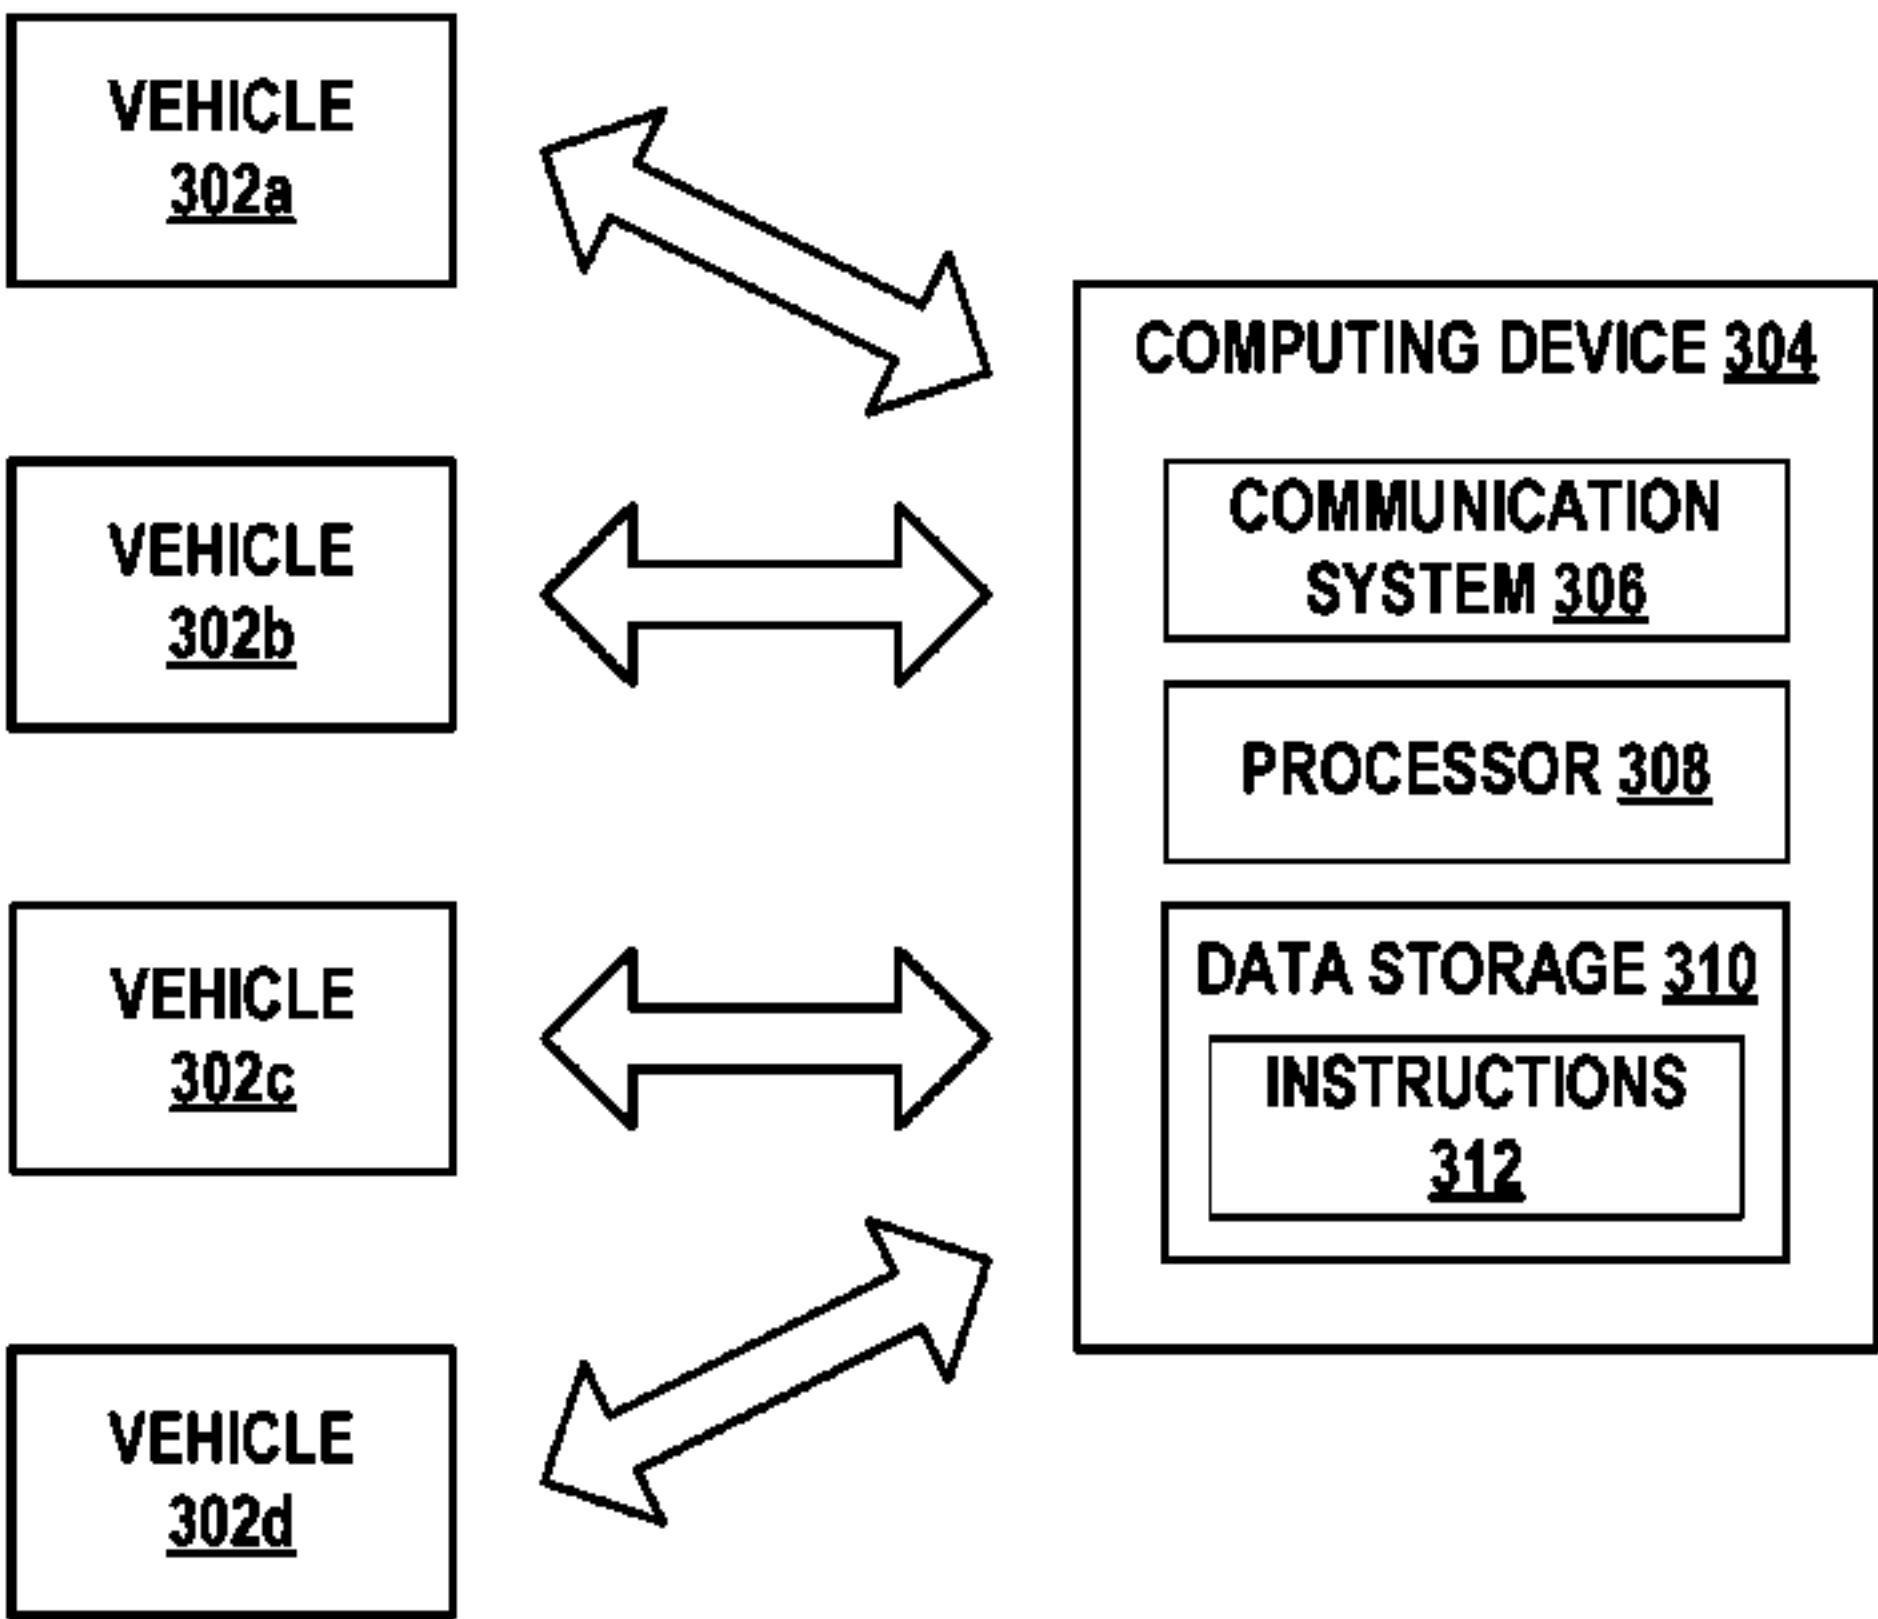 VEHICLE
302a
VEHICLE
302b
VEHICLE
302c
VEHICLE
302d
COMPUTING DEVICE 304
COMMUNICATION
SYSTEM 306
PROCESSOR 308
DATA STORAGE 310
INSTRUCTIONS
312